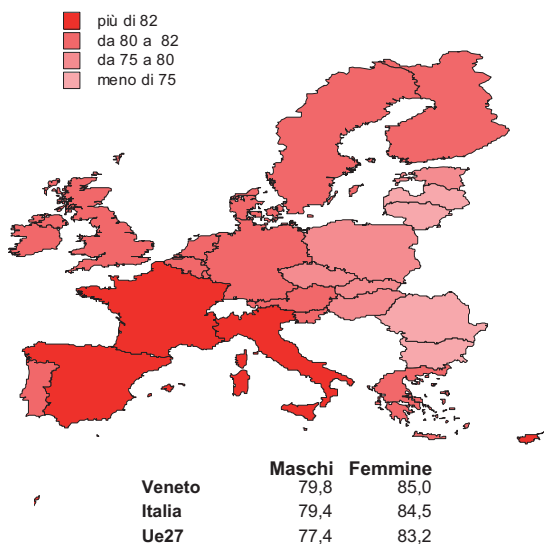 più di 82
da 80 a 82
da 75 a 80
meno di 75
Maschi Femmine
Veneto 79,8 85,0
Italia 79,4 84,5
Ue27 77,4 83,2